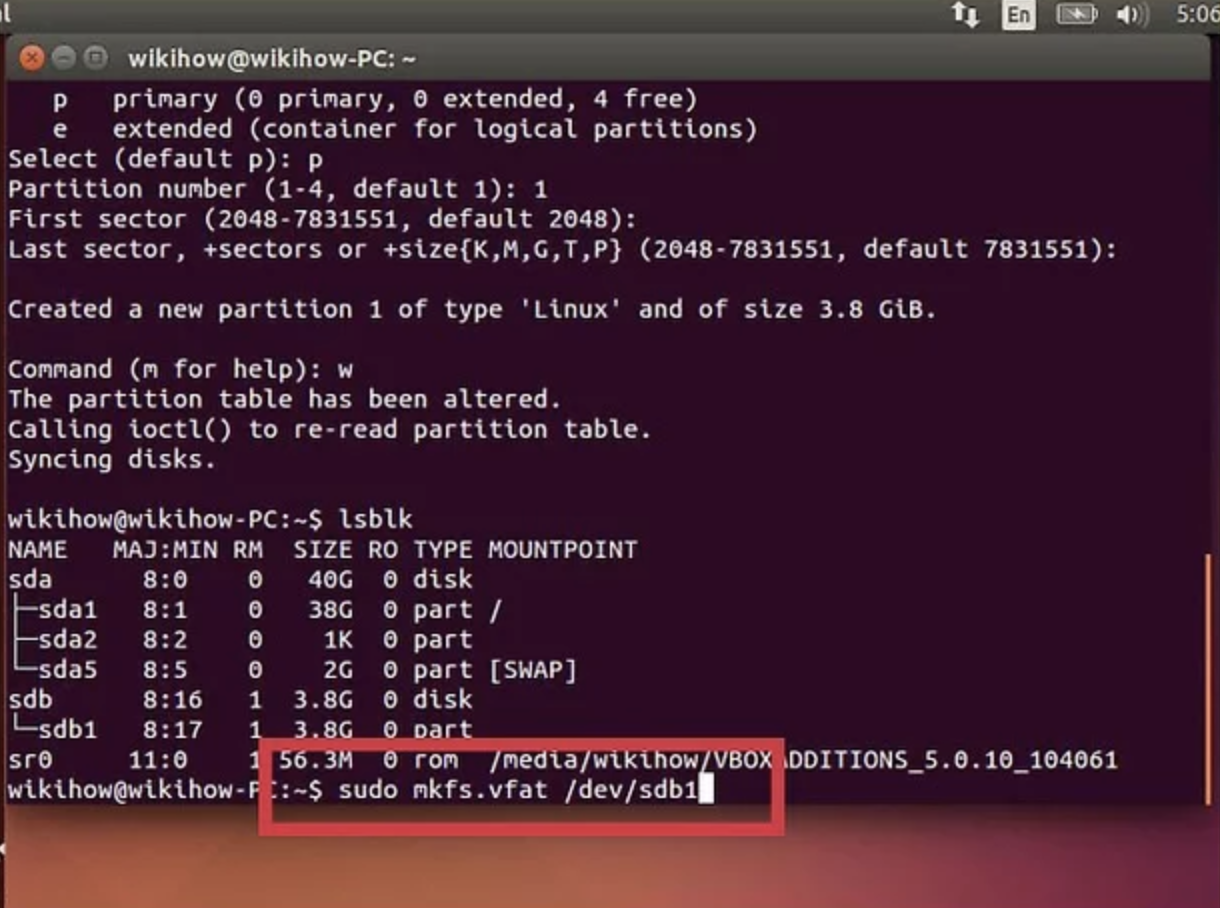 al En 5:06
wikihow@wikihow-PC: ~
p primary (0 primary, 0 extended, 4 free)
e extended (container for logical partitions)
Select (default p): p
Partition number (1-4, default 1): 1
First sector (2048-7831551, default 2048):
Last sector, +sectors or +size{K,M,G,T,P} (2048-7831551, default 7831551):
Created a new partition 1 of type 'Linux' and of size 3.8 GiB.
Command (m for help): w
The partition table has been altered.
Calling ioctl() to re-read partition table.
Syncing disks.
wikihow@wikihow-PC:~$ lsblk
NAME MAJ:MIN RM SIZE RO TYPE MOUNTPOINT
sda 8:0 0 40G 0 disk
├─sda1 8:1 0 38G 0 part /
├─sda2 8:2 0 1K 0 part
└─sda5 8:5 0 2G 0 part [SWAP]
sdb 8:16 1 3.8G 0 disk
└─sdb1 8:17 1 3.8G 0 part
sr0 11:0 1 56.3M 0 rom /media/wikihow/VBOXADDITIONS_5.0.10_104061
wikihow@wikihow-PC:~$ sudo mkfs.vfat /dev/sdb1